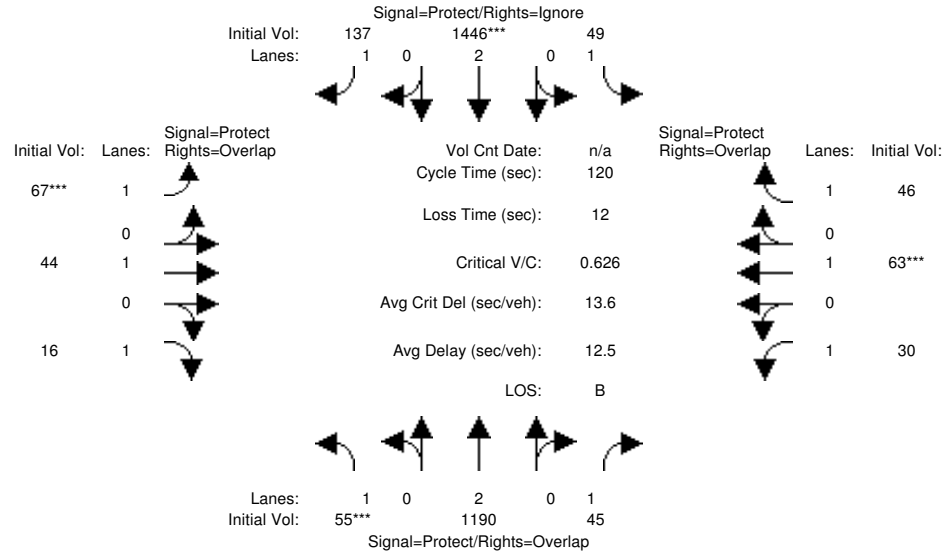 Signal=Protect/Rights=Ignore
Initial Vol: 137 1446*** 49
Lanes: 1 0 2 0 1
Signal=Protect Signal=Protect
Initial Vol: Lanes: Rights=Overlap Vol Cnt Date: n/a Rights=Overlap Lanes: Initial Vol:
Cycle Time (sec): 120
67*** 1 1 46
Loss Time (sec): 12
0 0
44 1 Critical V/C: 0.626 1 63***
0 Avg Crit Del (sec/veh): 13.6 0
16 1 Avg Delay (sec/veh): 12.5 1 30
LOS: B
Lanes: 1 0 2 0 1
Initial Vol: 55*** 1190 45
Signal=Protect/Rights=Overlap